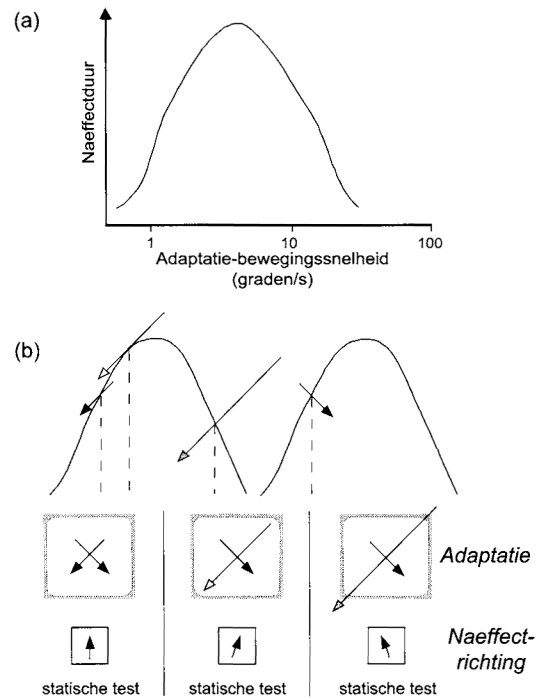 (a)
Naeffectduur
1 10 100
Adaptatie-bewegingssnelheid
(graden/s)
(b)
Adaptatie
Naeffect-
richting
statische test statische test statische test